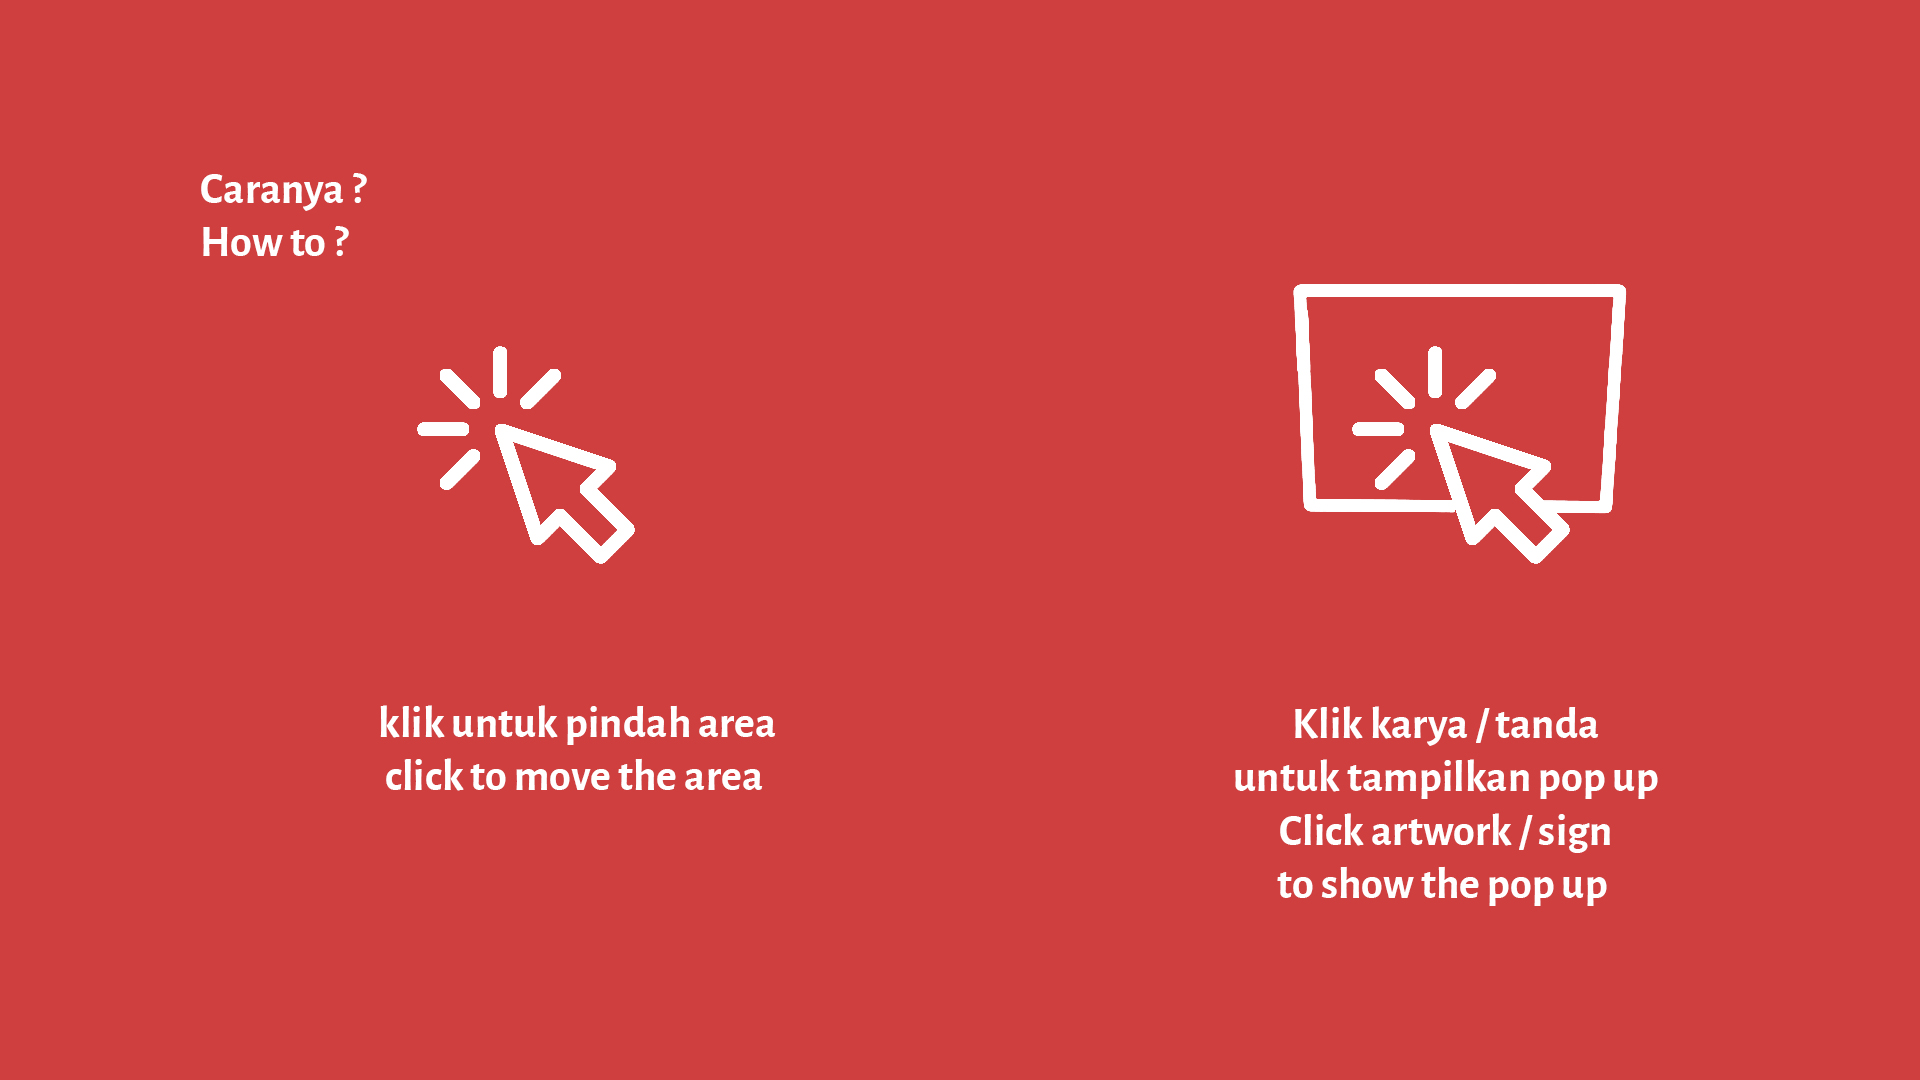 Caranya ?
How to ?
klik untuk pindah area
click to move the area
Klik karya / tanda
untuk tampilkan pop up
Click artwork / sign
to show the pop up